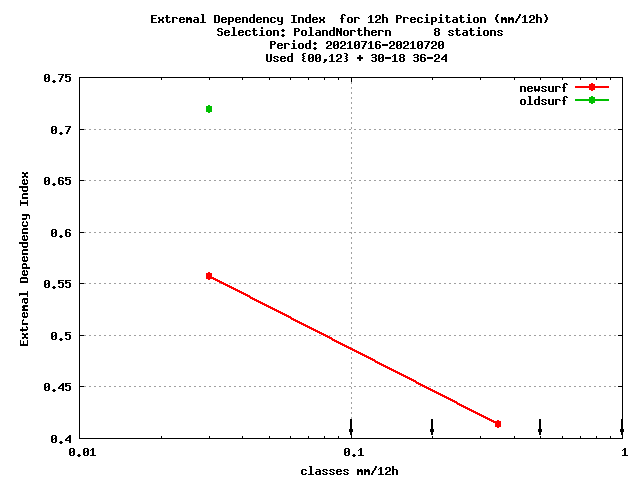 Extremal Dependency Index  for 12h Precipitation (mm/12h)
Selection: PolandNorthern      8 stations
Period: 20210716-20210720
Used {00,12} + 30-18 36-24
newsurf
oldsurf
0.75
0.7
0.65
0.6
0.55
0.5
0.45
0.4
Extremal Dependency Index
0.01 0.1 1
classes mm/12h